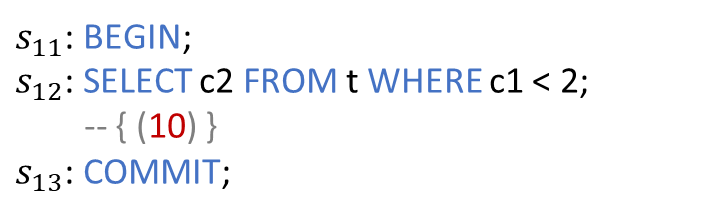 s₁₁: BEGIN;
s₁₂: SELECT c2 FROM t WHERE c1 < 2;
-- { (10) }
s₁₃: COMMIT;